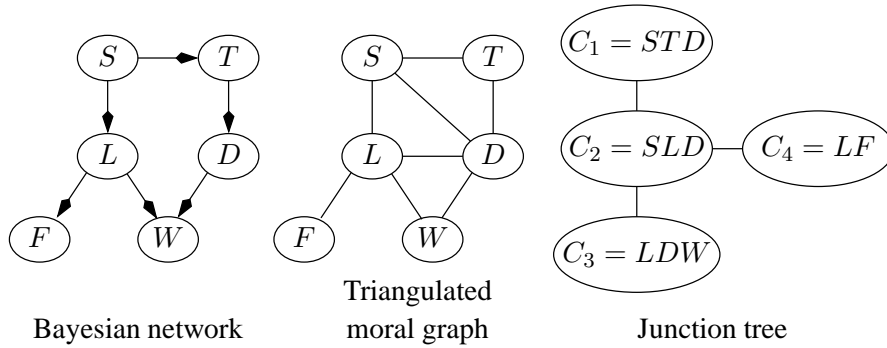 S
T
L
D
F
W
Bayesian network
S
T
L
D
F
W
Triangulated
moral graph
C₁ = STD
C₂ = SLD
C₄ = LF
C₃ = LDW
Junction tree